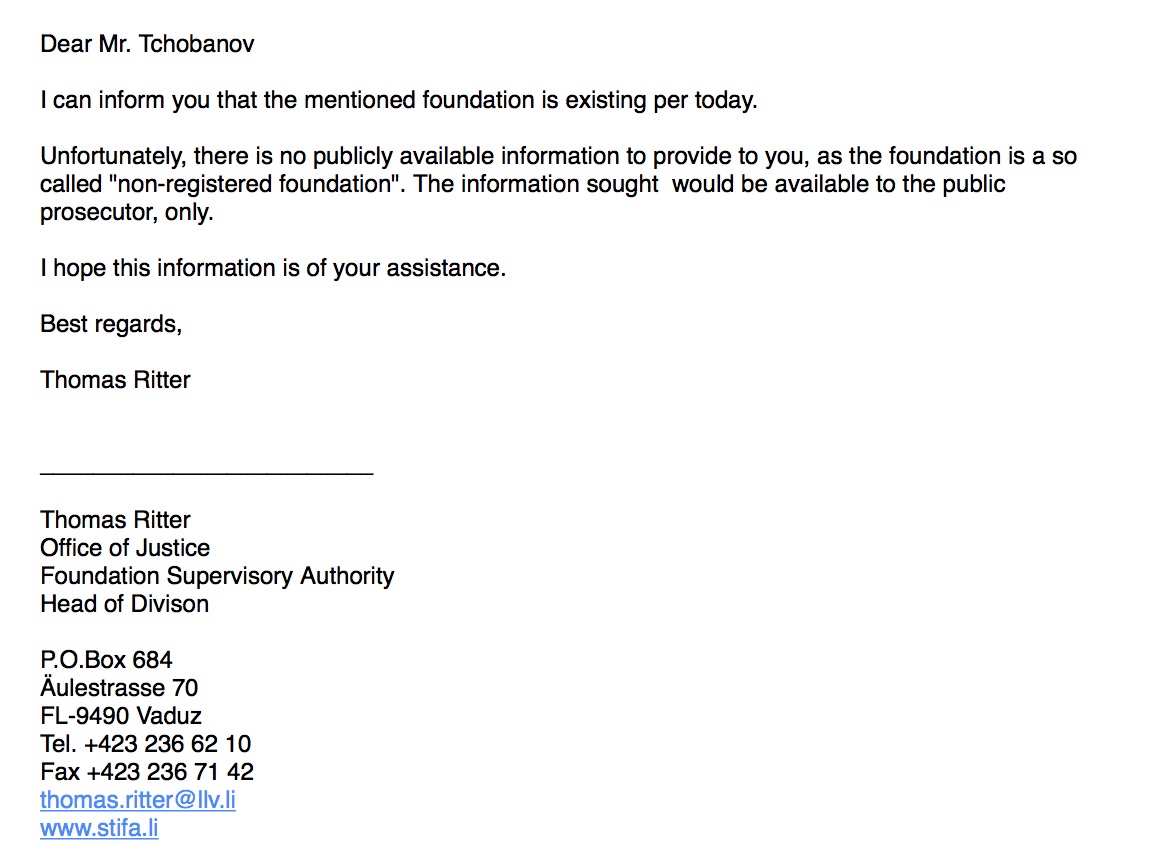 Dear Mr. Tchobanov
I can inform you that the mentioned foundation is existing per today.
Unfortunately, there is no publicly available information to provide to you, as the foundation is a so
called "non-registered foundation". The information sought  would be available to the public
prosecutor, only.
I hope this information is of your assistance.
Best regards,
Thomas Ritter
_________________________
Thomas Ritter
Office of Justice
Foundation Supervisory Authority
Head of Divison
P.O.Box 684
Äulestrasse 70
FL-9490 Vaduz
Tel. +423 236 62 10
Fax +423 236 71 42
thomas.ritter@llv.li
www.stifa.li